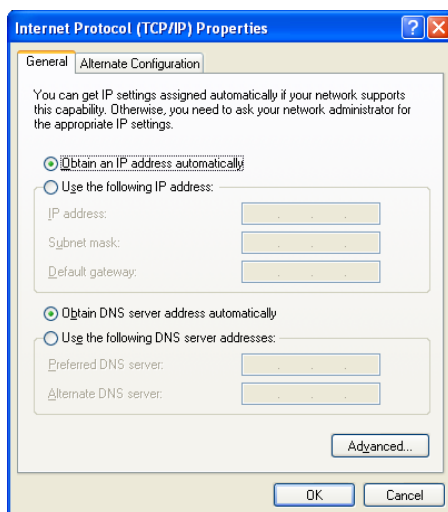 Internet Protocol (TCP/IP) Properties
General
Alternate Configuration
You can get IP settings assigned automatically if your network supports
this capability. Otherwise, you need to ask your network administrator for
the appropriate IP settings.
Obtain an IP address automatically
Use the following IP address:
IP address:
Subnet mask:
Default gateway:
Obtain DNS server address automatically
Use the following DNS server addresses:
Preferred DNS server:
Alternate DNS server:
Advanced...
OK
Cancel